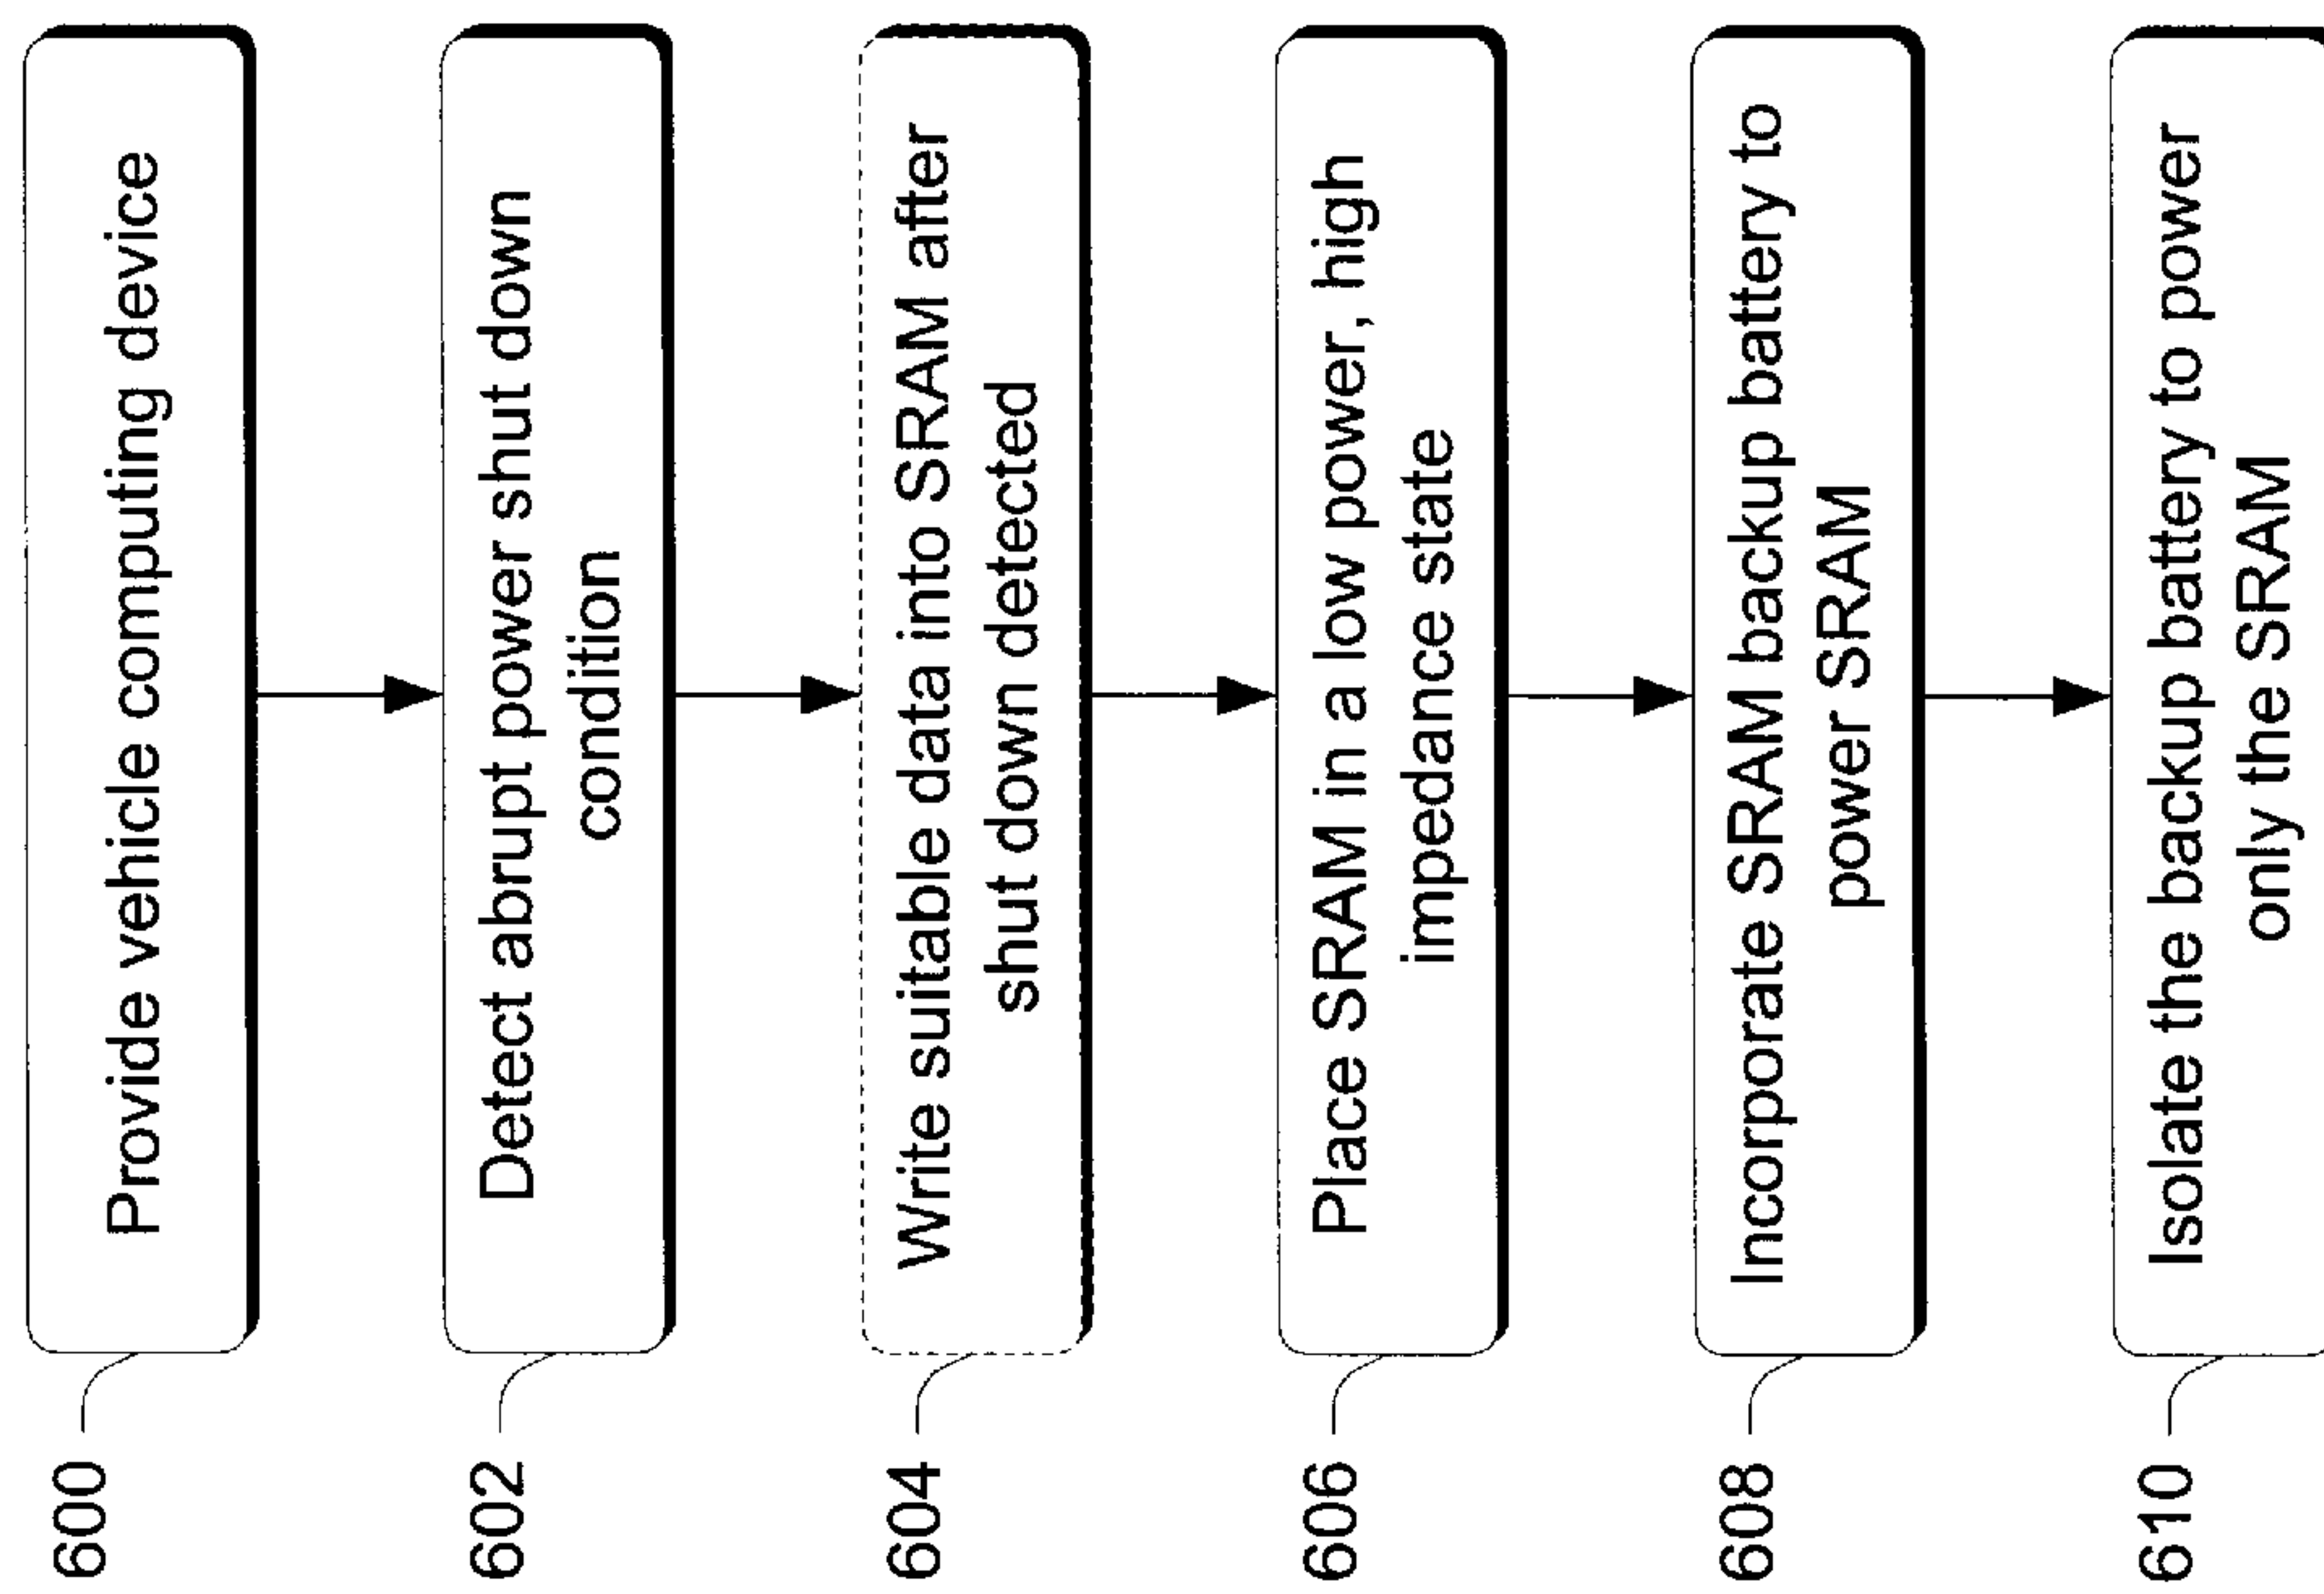 600
Provide vehicle computing device
602
Detect abrupt power shut down
condition
604
Write suitable data into SRAM after
shut down detected
606
Place SRAM in a low power, high
impedance state
608
Incorporate SRAM backup battery to
power SRAM
610
Isolate the backup battery to power
only the SRAM